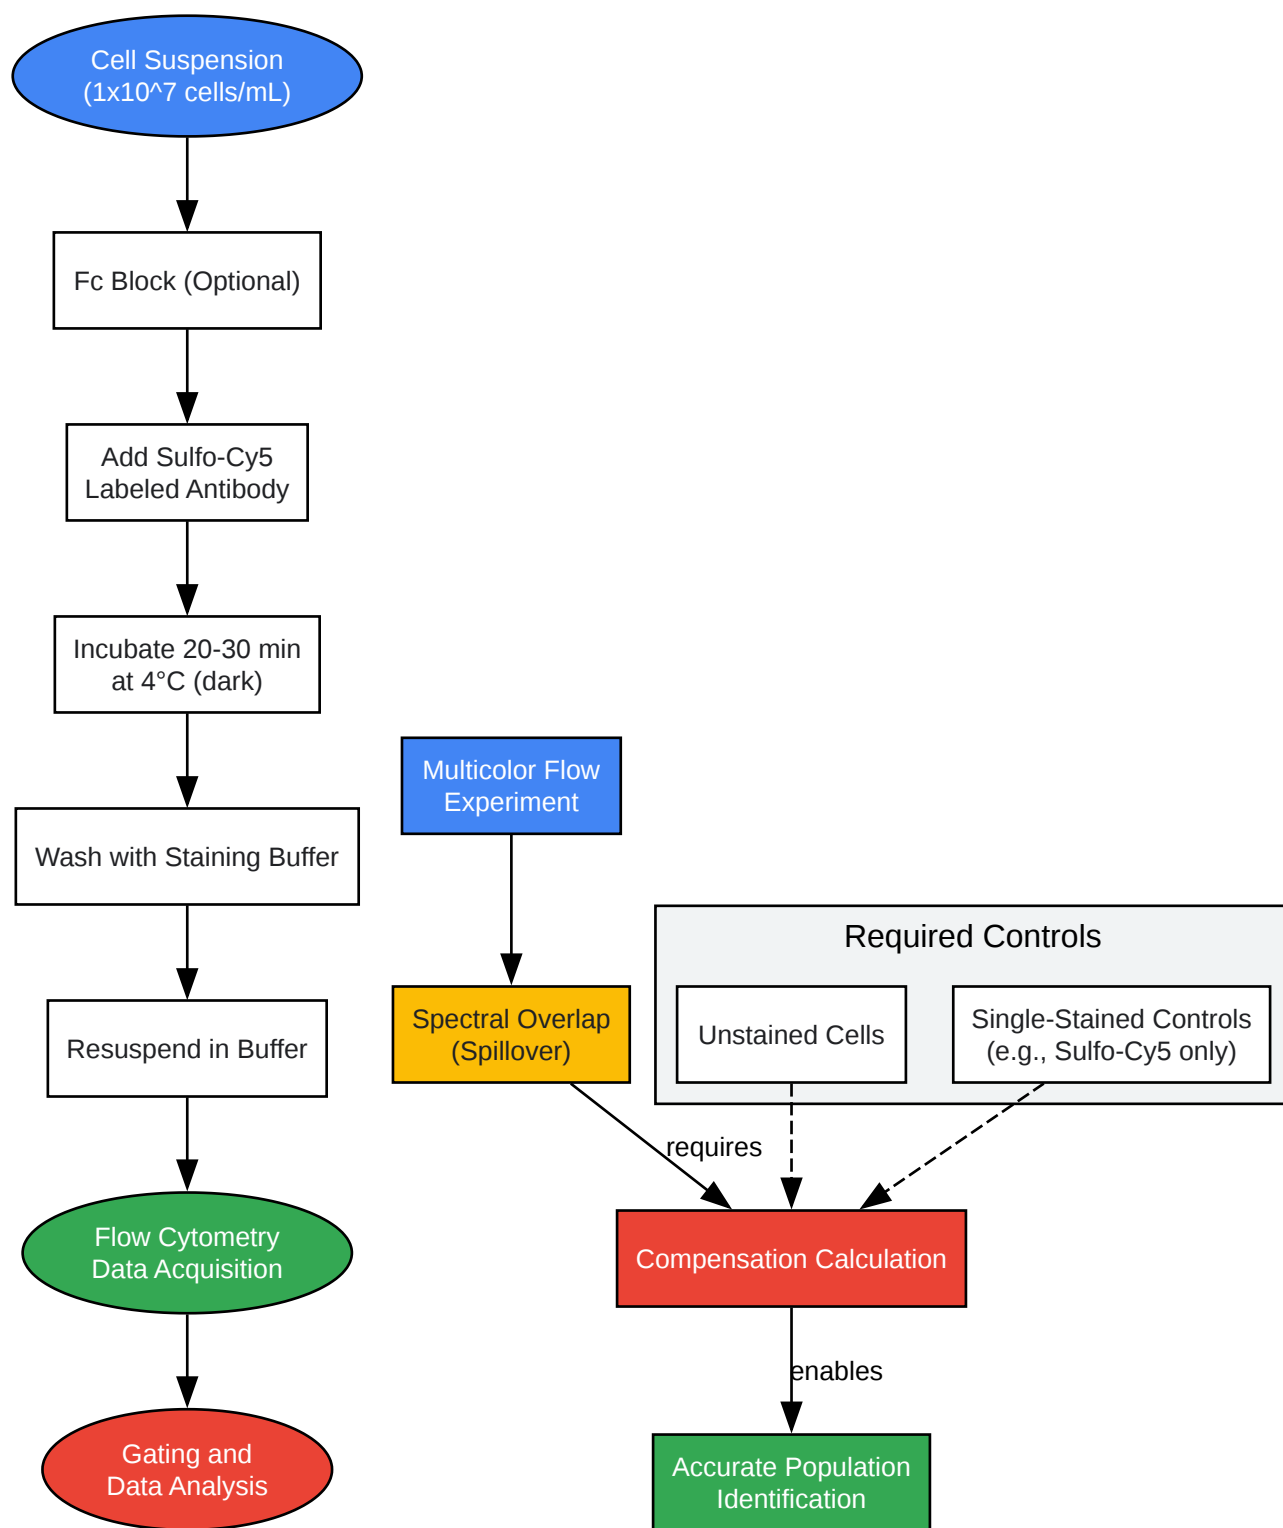 Cell Suspension
(1x10^7 cells/mL)
Fc Block (Optional)
Add Sulfo-Cy5
Labeled Antibody
Incubate 20-30 min
at 4°C (dark)
Wash with Staining Buffer
Resuspend in Buffer
Flow Cytometry
Data Acquisition
Gating and
Data Analysis
Multicolor Flow
Experiment
Spectral Overlap
(Spillover)
Required Controls
Unstained Cells
Single-Stained Controls
(e.g., Sulfo-Cy5 only)
requires
Compensation Calculation
enables
Accurate Population
Identification